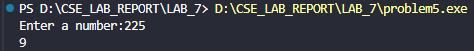 PS D:\CSE_LAB_REPORT\LAB_7> D:\CSE_LAB_REPORT\LAB_7\problem5.exe
Enter a number:225
9